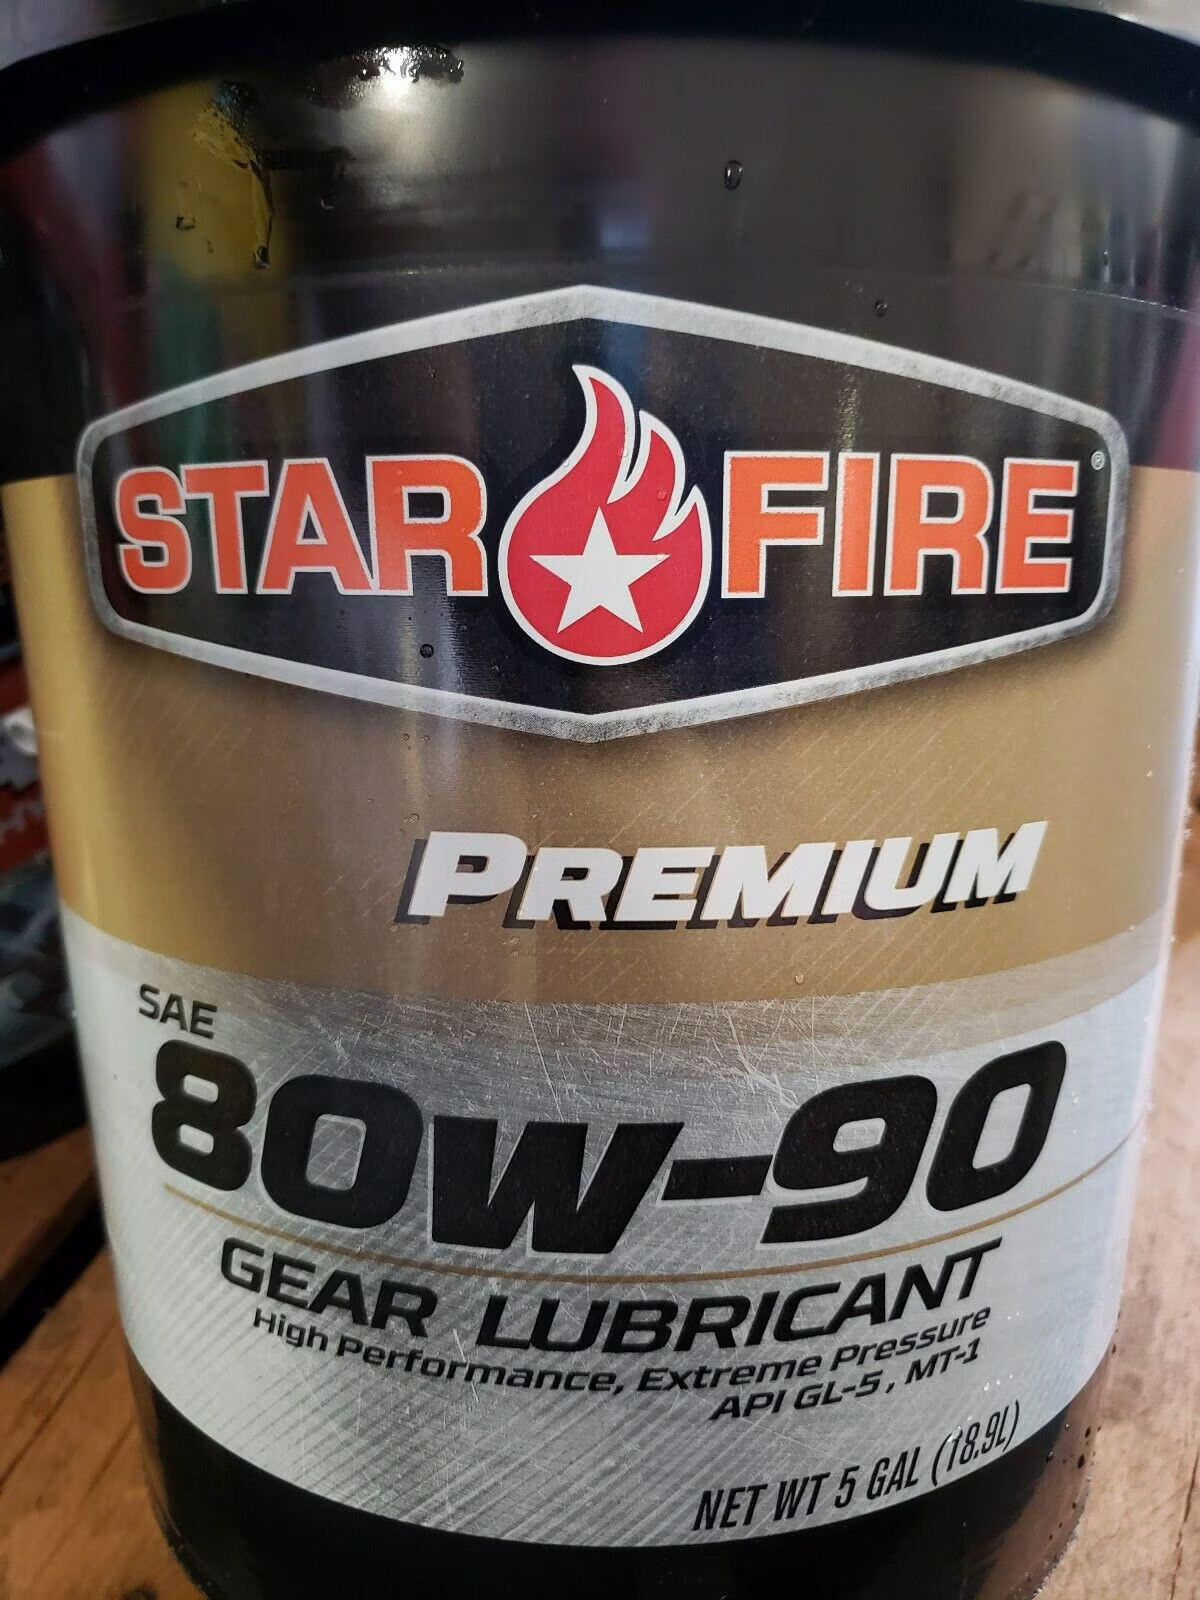 STAR FIRE®
PREMIUM
SAE
80W-90
GEAR LUBRICANT
High Performance, Extreme Pressure
API GL-5, MT-1
NET WT 5 GAL (18.9L)